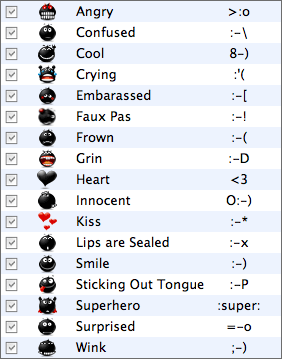 Angry >:o
Confused :-\
Cool 8-)
Crying :'(
Embarassed :-[
Faux Pas :-!
Frown :-(
Grin :-D
Heart <3
Innocent O:-)
Kiss :-*
Lips are Sealed :-x
Smile :-)
Sticking Out Tongue :-P
Superhero :super:
Surprised =-o
Wink ;-)